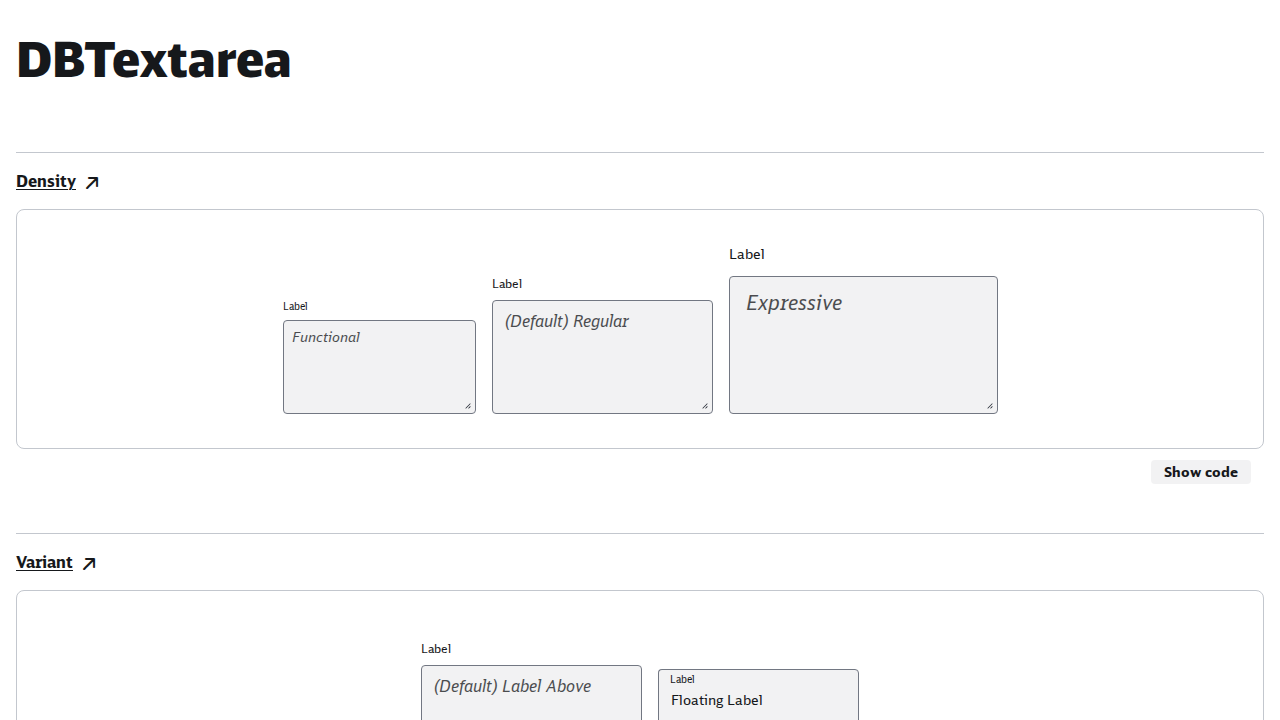 DBTextarea
Density
Label
Functional
Label
(Default) Regular
Label
Expressive
Show code
Variant
Label
(Default) Label Above
Label
Floating Label